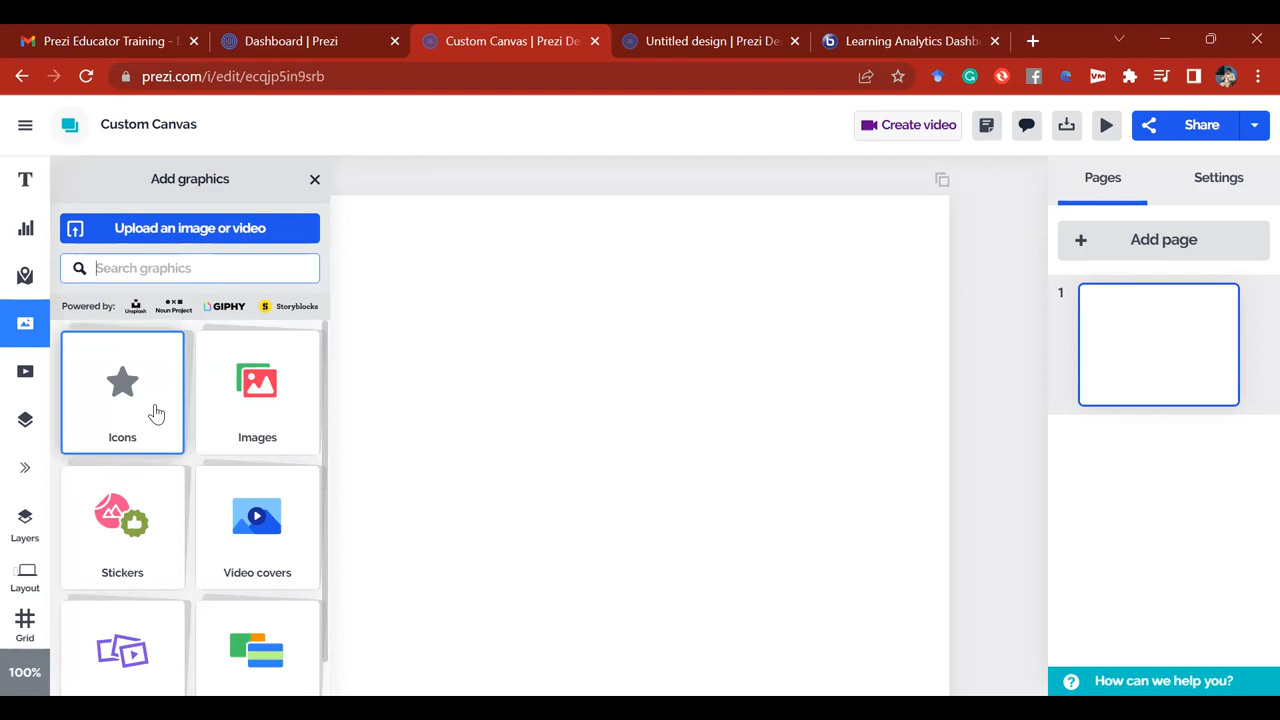 Prezi Educator Training - D
Dashboard | Prezi
Custom Canvas | Prezi De
Untitled design | Prezi De
Learning Analytics Dashb
prezi.com/i/edit/ecqjp5in9srb
VM
Custom Canvas
Create video
Share
T
Add graphics
Pages
Settings
Upload an image or video
Search graphics
Add page
Powered by:
Unsplash
Noun Project
GIPHY
Storyblocks
1
Icons
Images
Stickers
Video covers
Layers
Layout
Grid
100%
How can we help you?